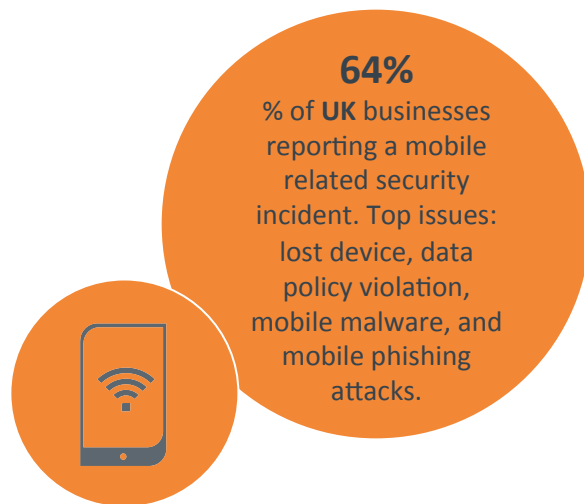 64%
% of UK businesses
reporting a mobile
related security
incident. Top issues:
lost device, data
policy violation,
mobile malware, and
mobile phishing
attacks.